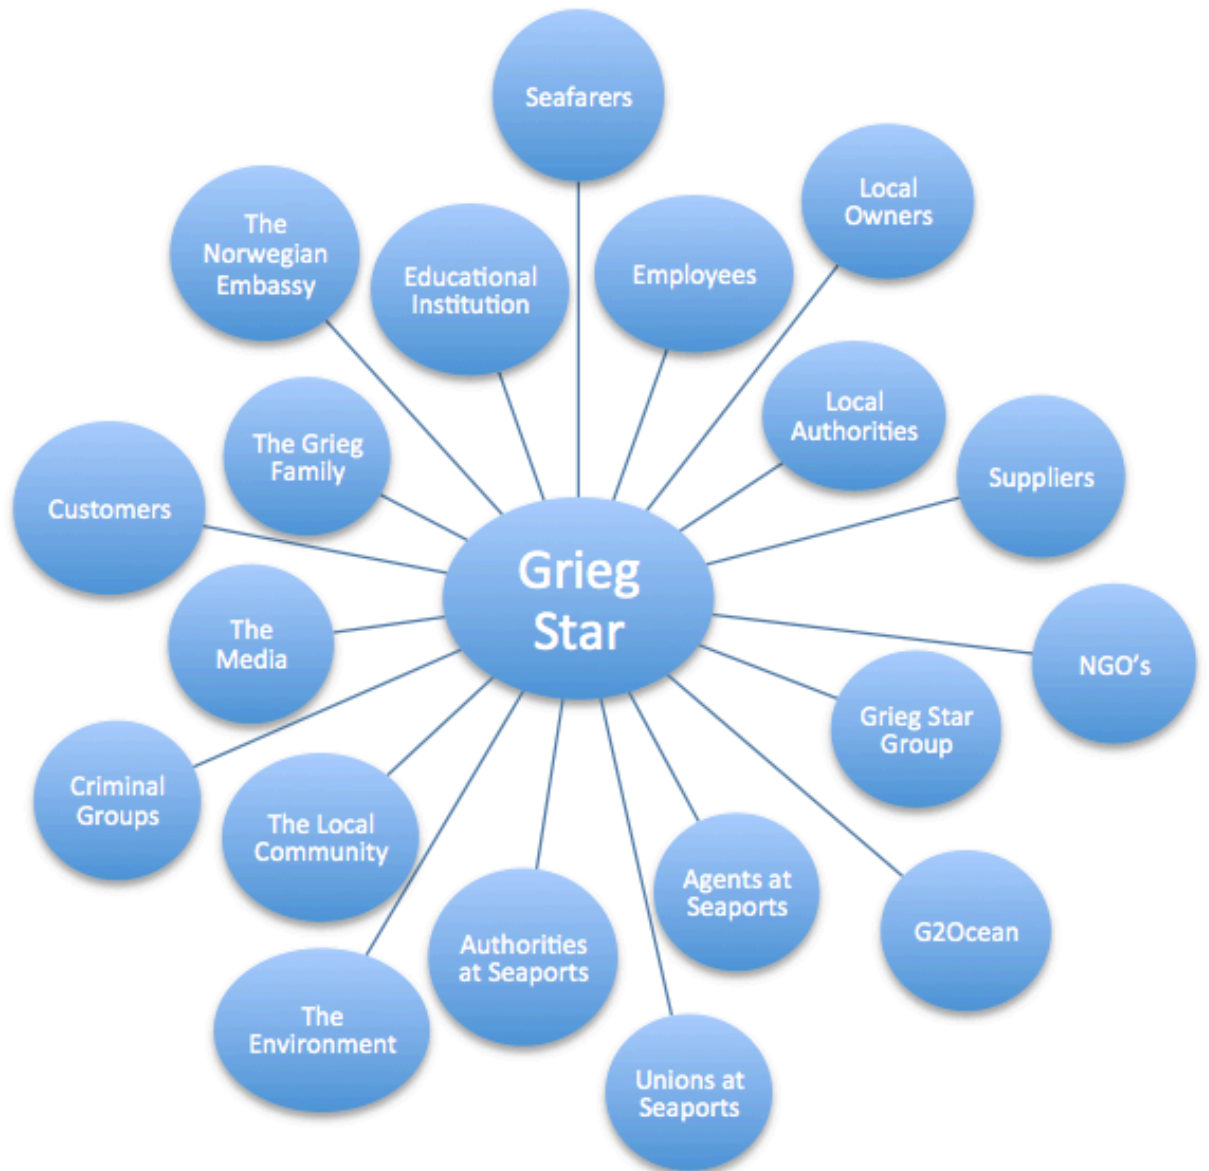 Seafarers
Local
Owners
The
Norwegian
Embassy
Educational
Institution
Employees
Local
Authorities
The Grieg
Family
Suppliers
Customers
Grieg
Star
The
Media
NGO's
Grieg Star
Group
Criminal
Groups
The Local
Community
Agents at
Seaports
G2Ocean
Authorities
at Seaports
The
Environment
Unions at
Seaports